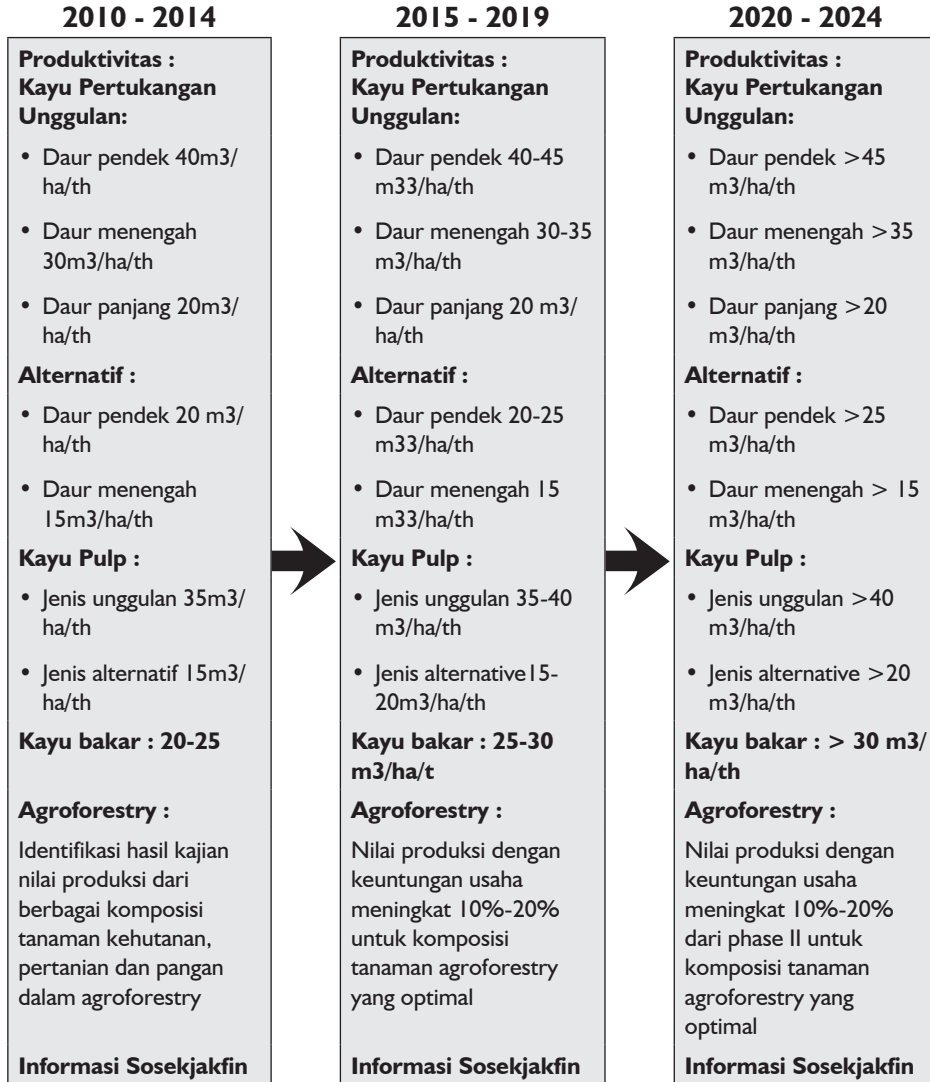 2010 - 2014
Produktivitas :
Kayu Pertukangan
Unggulan:
• Daur pendek 40m3/
ha/th
• Daur menengah
30m3/ha/th
• Daur panjang 20m3/
ha/th
Alternatif :
• Daur pendek 20 m3/
ha/th
• Daur menengah
15m3/ha/th
Kayu Pulp :
• Jenis unggulan 35m3/
ha/th
• Jenis alternatif 15m3/
ha/th
Kayu bakar : 20-25
Agroforestry :
Identifikasi hasil kajian
nilai produksi dari
berbagai komposisi
tanaman kehutanan,
pertanian dan pangan
dalam agroforestry
Informasi Sosekjakfin
2015 - 2019
Produktivitas :
Kayu Pertukangan
Unggulan:
• Daur pendek 40-45
m33/ha/th
• Daur menengah 30-35
m3/ha/th
• Daur panjang 20 m3/
ha/th
Alternatif :
• Daur pendek 20-25
m33/ha/th
• Daur menengah 15
m33/ha/th
Kayu Pulp :
• Jenis unggulan 35-40
m3/ha/th
• Jenis alternative15-
20m3/ha/th
Kayu bakar : 25-30
m3/ha/t
Agroforestry :
Nilai produksi dengan
keuntungan usaha
meningkat 10%-20%
untuk komposisi
tanaman agroforestry
yang optimal
Informasi Sosekjakfin
2020 - 2024
Produktivitas :
Kayu Pertukangan
Unggulan:
• Daur pendek >45
m3/ha/th
• Daur menengah >35
m3/ha/th
• Daur panjang >20
m3/ha/th
Alternatif :
• Daur pendek >25
m3/ha/th
• Daur menengah > 15
m3/ha/th
Kayu Pulp :
• Jenis unggulan >40
m3/ha/th
• Jenis alternative >20
m3/ha/th
Kayu bakar : > 30 m3/
ha/th
Agroforestry :
Nilai produksi dengan
keuntungan usaha
meningkat 10%-20%
dari phase II untuk
komposisi tanaman
agroforestry yang
optimal
Informasi Sosekjakfin